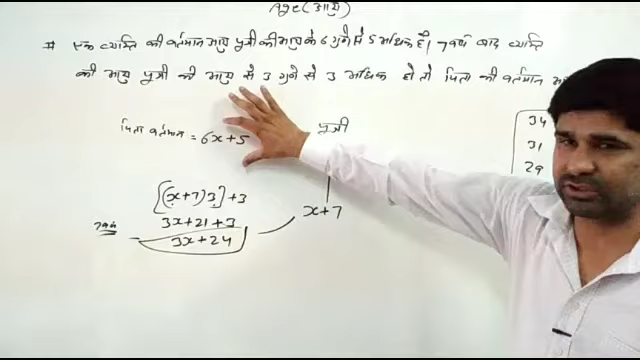 Age (आयु)
# एक व्यक्ति की वर्तमान आयु पुत्री की आयु के 6 गुने से 5 अधिक है। 7 वर्ष बाद व्यक्ति
की आयु पुत्री की आयु से 3 गुने से 3 अधिक हो तो पिता की वर्तमान
34
पिता वर्तमान = 6x+5 पुत्री
31
29
[(x+7)3]+3
3x+21+3
x+7
3x+24